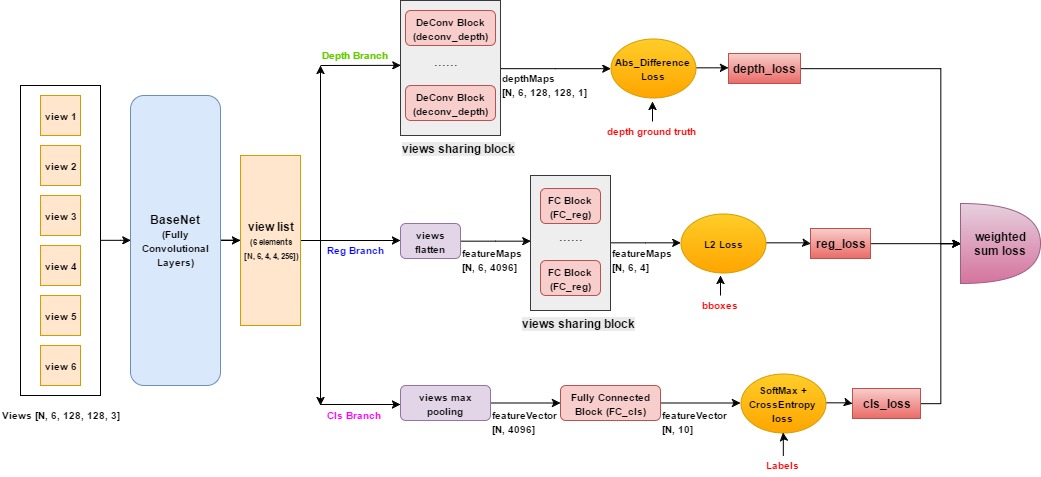 view 1
view 2
view 3
view 4
view 5
view 6
Views [N, 6, 128, 128, 3]
BaseNet
(Fully
Convolutional
Layers)
view list
(6 elements
[N, 6, 4, 4, 256])
Depth Branch
DeConv Block
(deconv_depth)
......
DeConv Block
(deconv_depth)
views sharing block
depthMaps
[N, 6, 128, 128, 1]
Abs_Difference
Loss
depth ground truth
depth_loss
Reg Branch
views
flatten
featureMaps
[N, 6, 4096]
FC Block
(FC_reg)
......
FC Block
(FC_reg)
views sharing block
featureMaps
[N, 6, 4]
L2 Loss
bboxes
reg_loss
weighted
sum loss
Cls Branch
views max
pooling
featureVector
[N, 4096]
Fully Connected
Block (FC_cls)
featureVector
[N, 10]
SoftMax +
CrossEntropy
loss
Labels
cls_loss